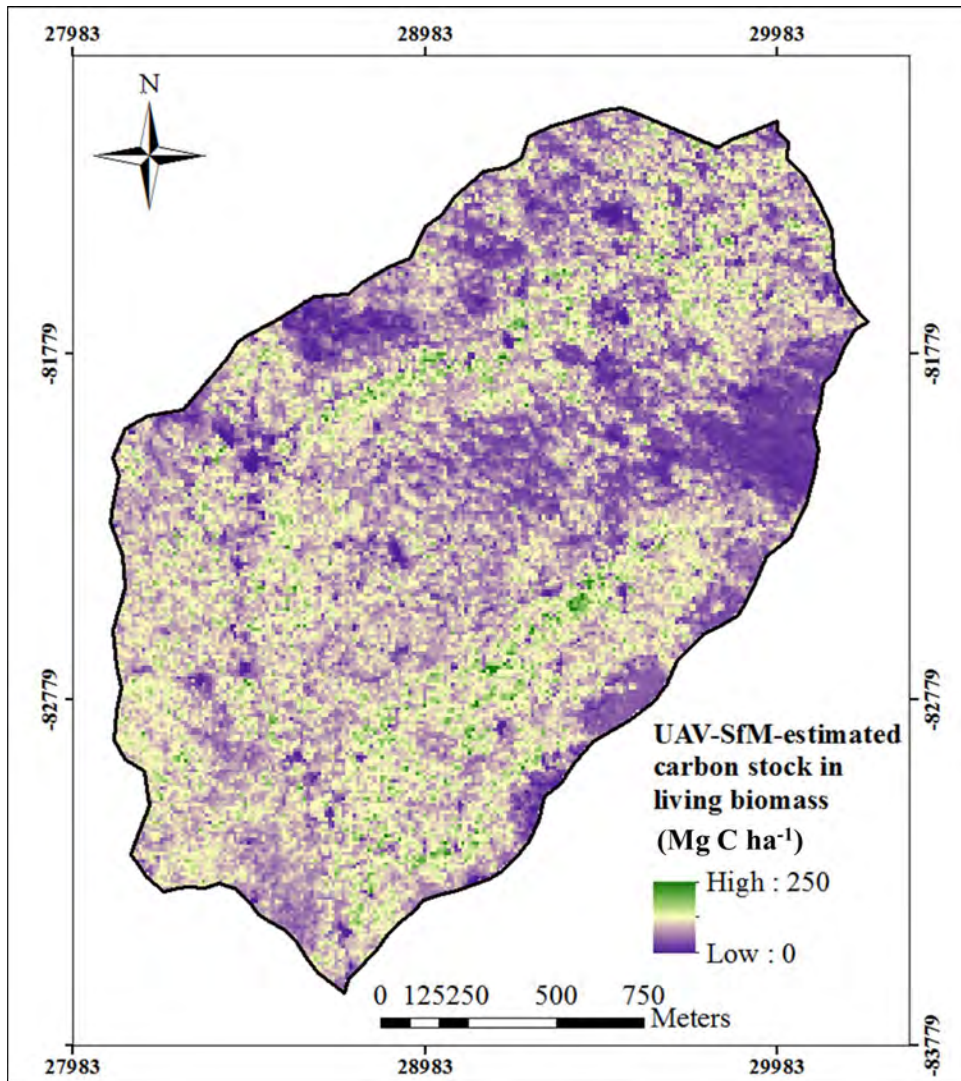 27983 28983 29983
N
-81779 -81779
-82779 -82779
UAV-SfM-estimated
carbon stock in
living biomass
(Mg C ha⁻¹)
High : 250
Low : 0
0 125250 500 750
Meters
-83779
27983 28983 29983